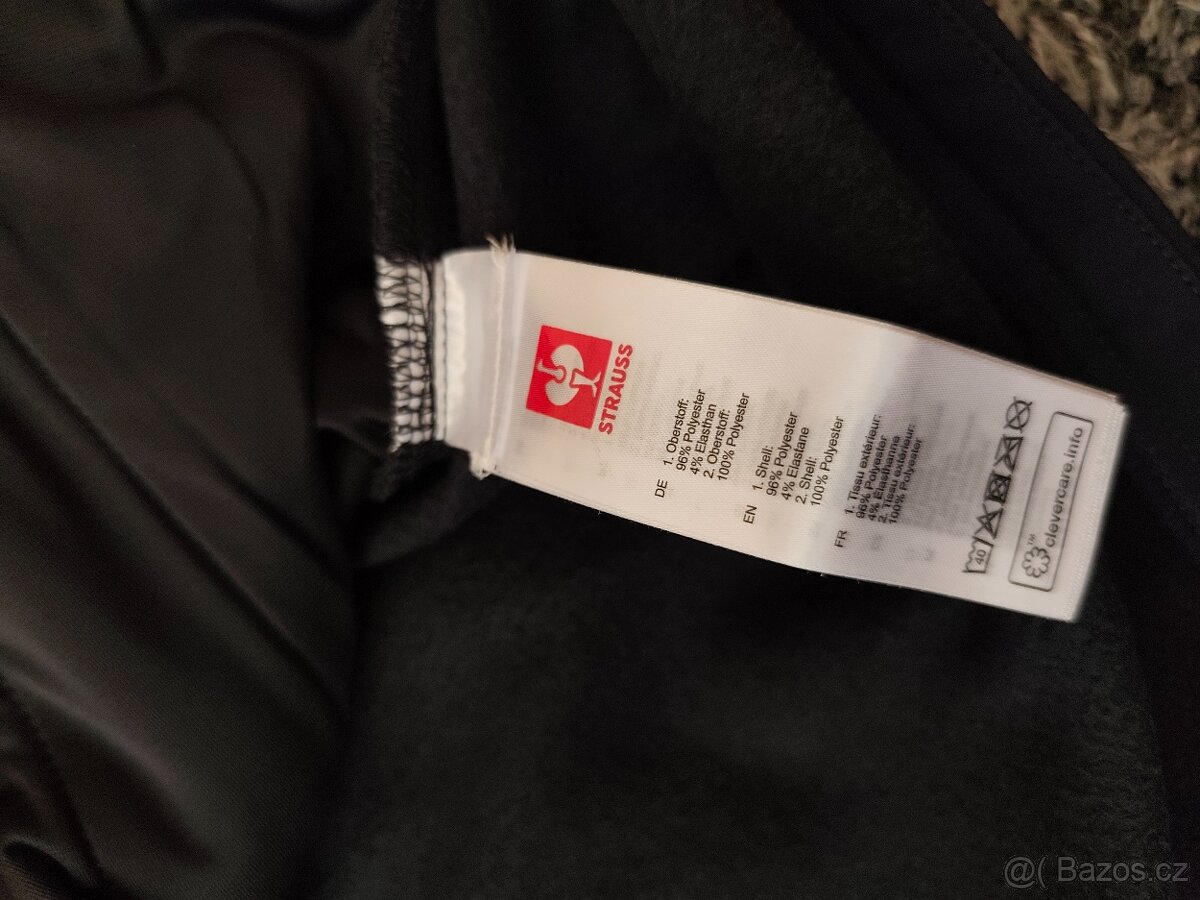 STRAUSS
DE 1. Oberstoff:
96% Polyester
4% Elasthan
2. Oberstoff:
100% Polyester
EN 1. Shell:
96% Polyester
4% Elastane
2. Shell:
100% Polyester
FR 1. Tissu extérieur:
96% Polyester
4% Elasthanne
2. Tissu extérieur:
100% Polyester
40
™ clevercare.info
@( Bazos.cz